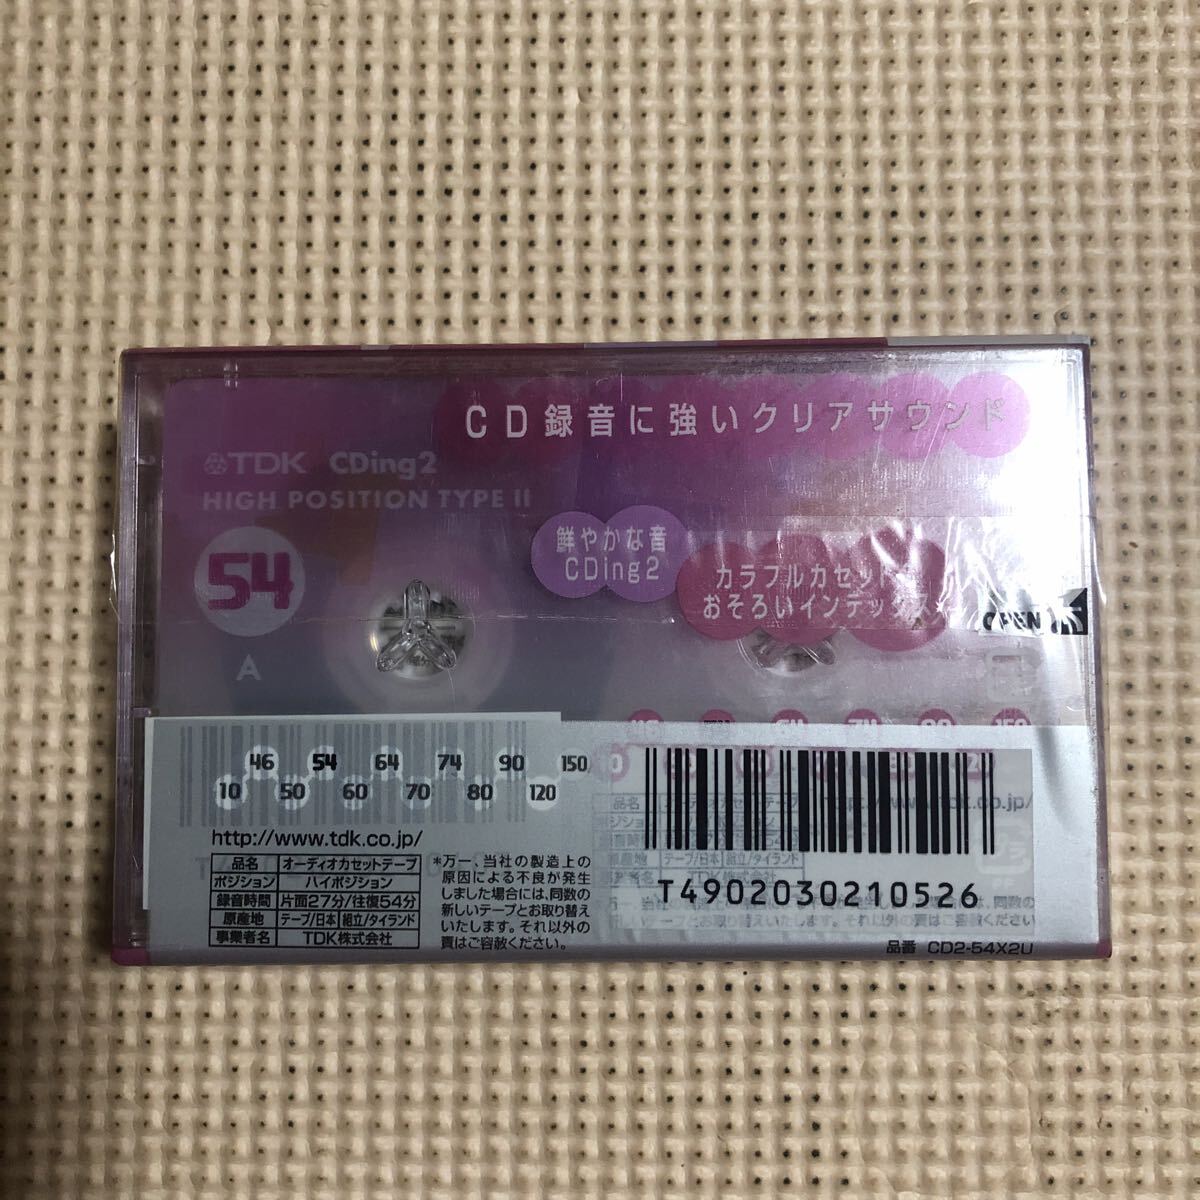 CD録音に強いクリアサウンド
TDK CDing2
HIGH POSITION TYPE II
54
A
鮮やかな音
CDing2
カラフルカセット
おそろいインデックス
OPEN
46 54 64 74 90 150
10 50 60 70 80 120
http://www.tdk.co.jp/
品名 オーディオカセットテープ
ポジション ハイポジション
録音時間 片面27分/往復54分
原産地 テープ/日本 組立/タイランド
事業者名 TDK株式会社
*万一、当社の製造上の
原因による不良が発生
しました場合には、同数の
新しいテープとお取り替え
いたします。それ以外の
責はご容赦ください。
T4902030210526
品番 CD2-54X2U